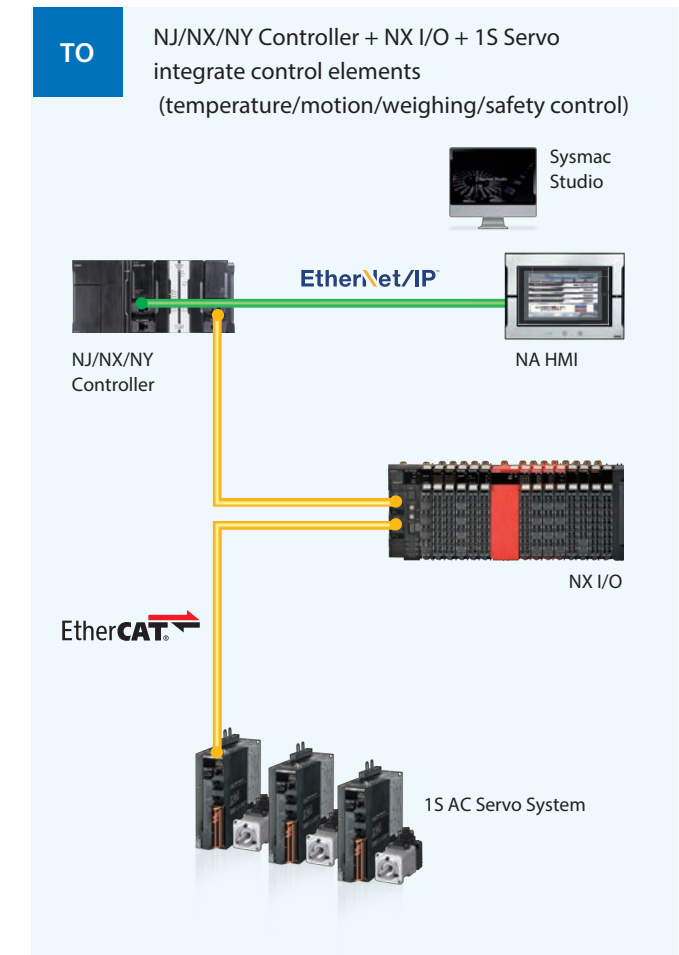 TO
NJ/NX/NY Controller + NX I/O + 1S Servo
integrate control elements
(temperature/motion/weighing/safety control)
Sysmac
Studio
EtherNet/IP™
NJ/NX/NY
Controller
NA HMI
NX I/O
EtherCAT®
1S AC Servo System